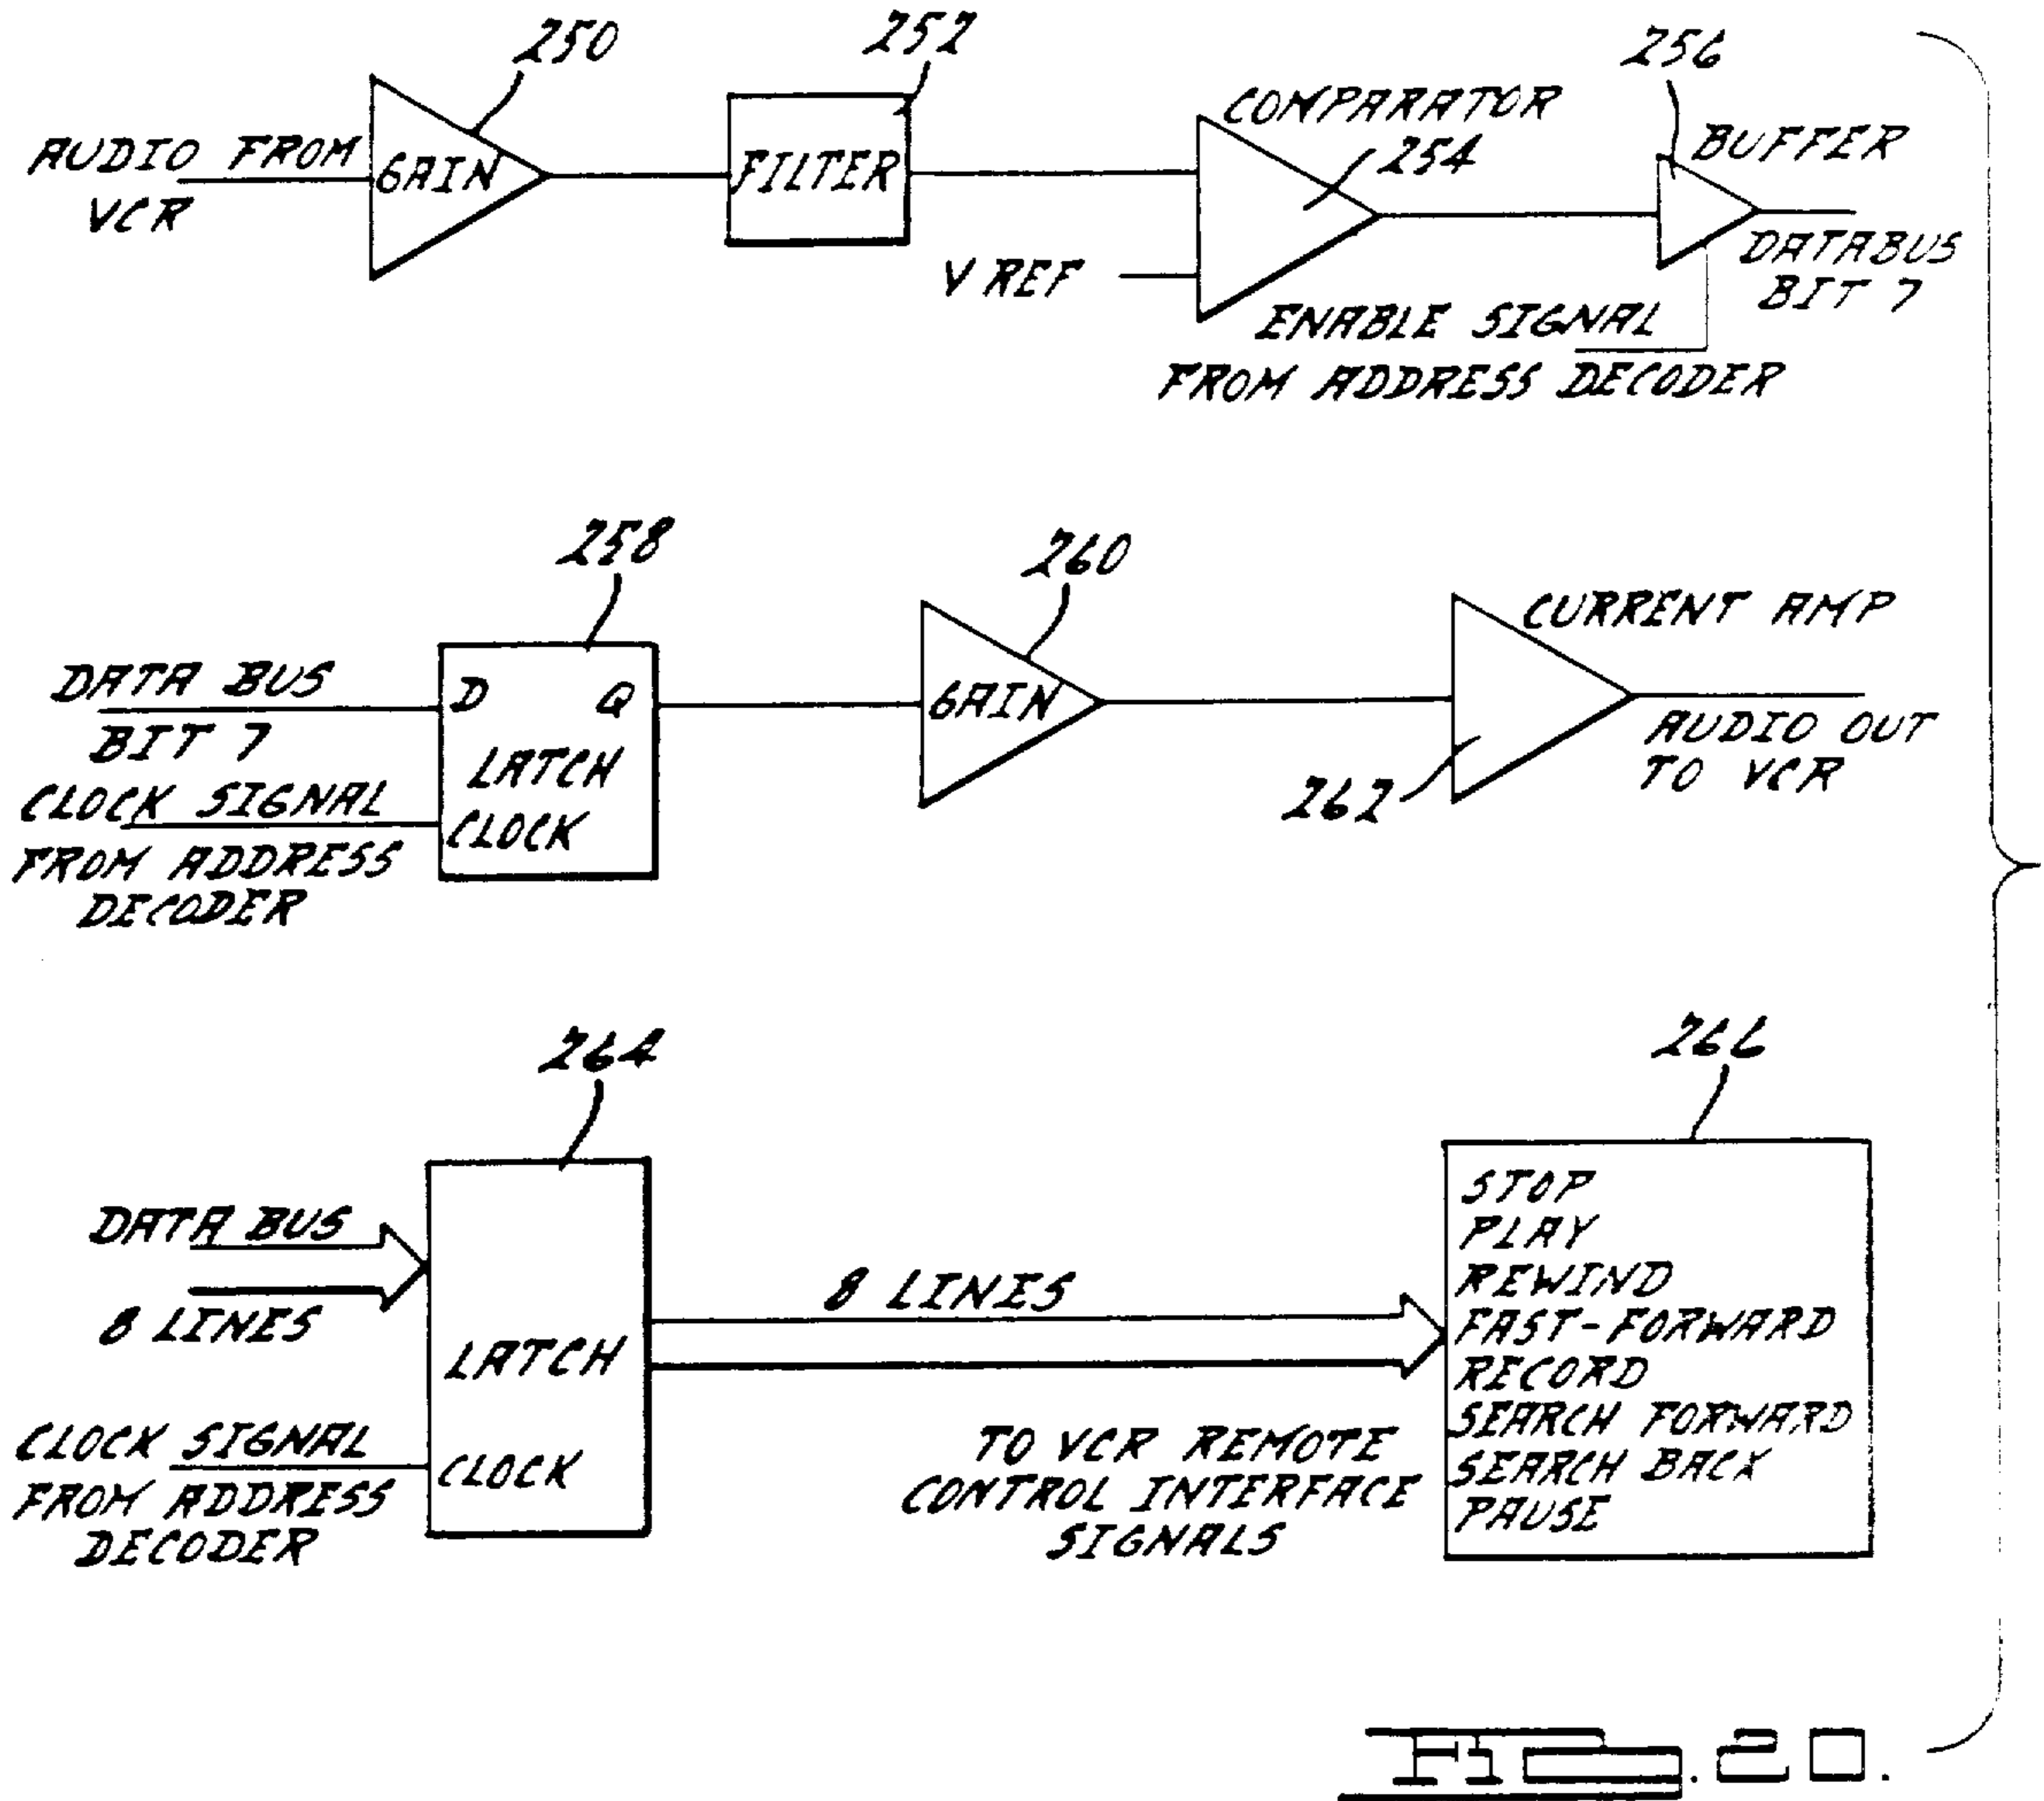 250
252
256
COMPARATOR
254
BUFFER
AUDIO FROM
VCR
GAIN
FILTER
V REF
DATABUS
BIT 7
ENABLE SIGNAL
FROM ADDRESS DECODER
258
260
CURRENT AMP
DATA BUS
BIT 7
D Q
LATCH
CLOCK
GAIN
262
AUDIO OUT
TO VCR
CLOCK SIGNAL
FROM ADDRESS
DECODER
264
266
DATA BUS
8 LINES
LATCH
CLOCK
8 LINES
CLOCK SIGNAL
FROM ADDRESS
DECODER
TO VCR REMOTE
CONTROL INTERFACE
SIGNALS
STOP
PLAY
REWIND
FAST-FORWARD
RECORD
SEARCH FORWARD
SEARCH BACK
PAUSE
FIG. 20.